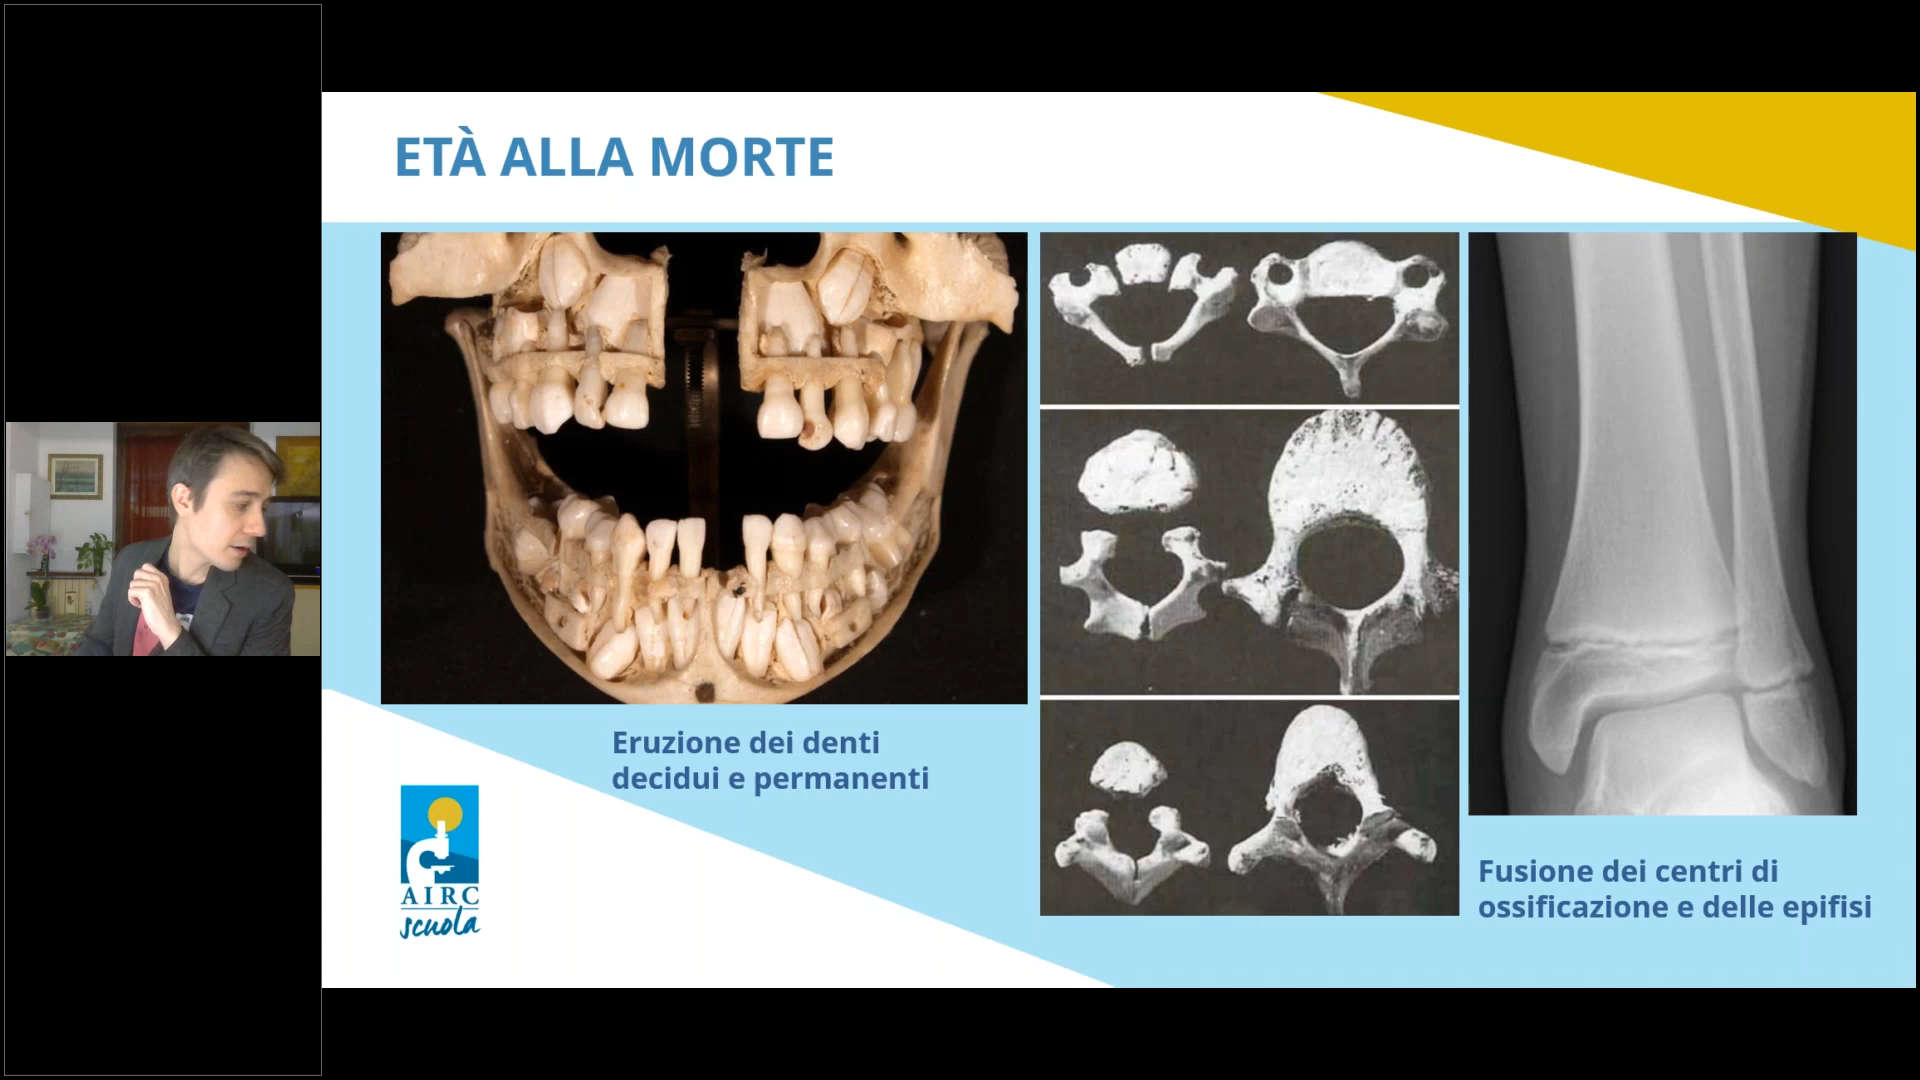 ETÀ ALLA MORTE
Eruzione dei denti
decidui e permanenti
Fusione dei centri di
ossificazione e delle epifisi
AIRC
scuola